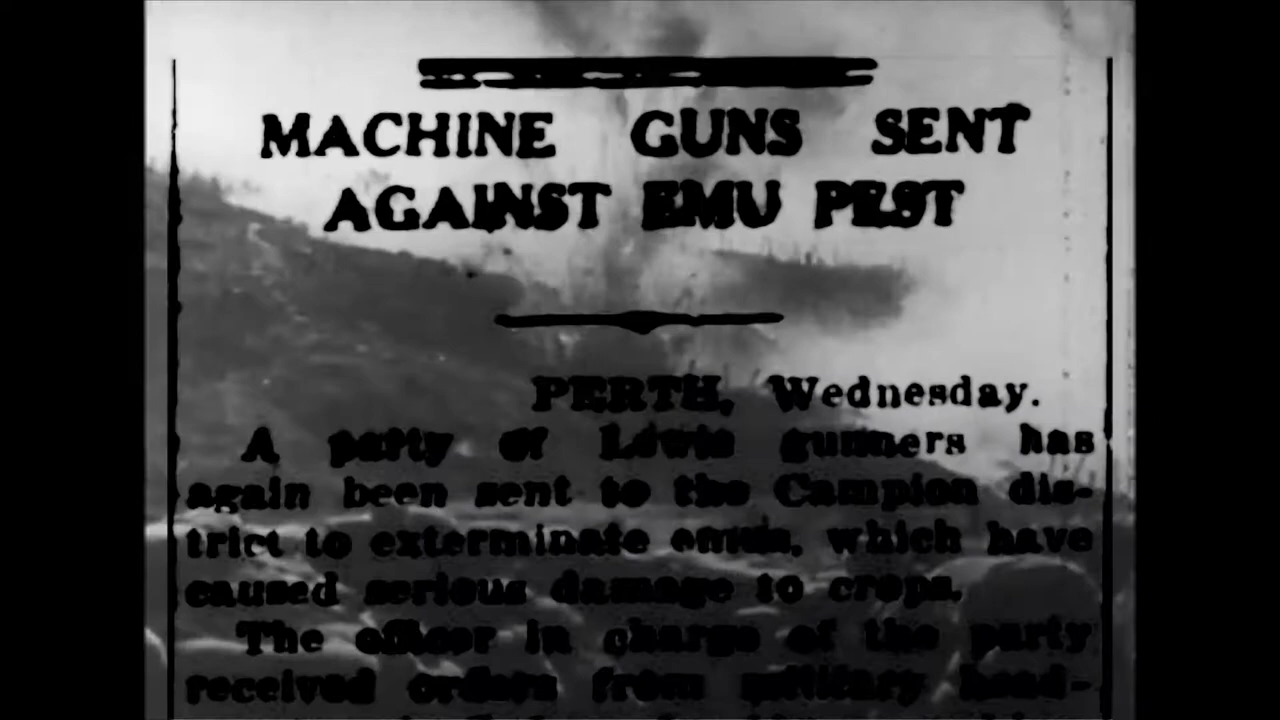 MACHINE GUNS SENT
AGAINST EMU PEST
PERTH, Wednesday.
A party of Lewis gunners has
again been sent to the Campion dis-
trict to exterminate emus, which have
caused serious damage to crops.
The officer in charge of the party
received orders from military head-